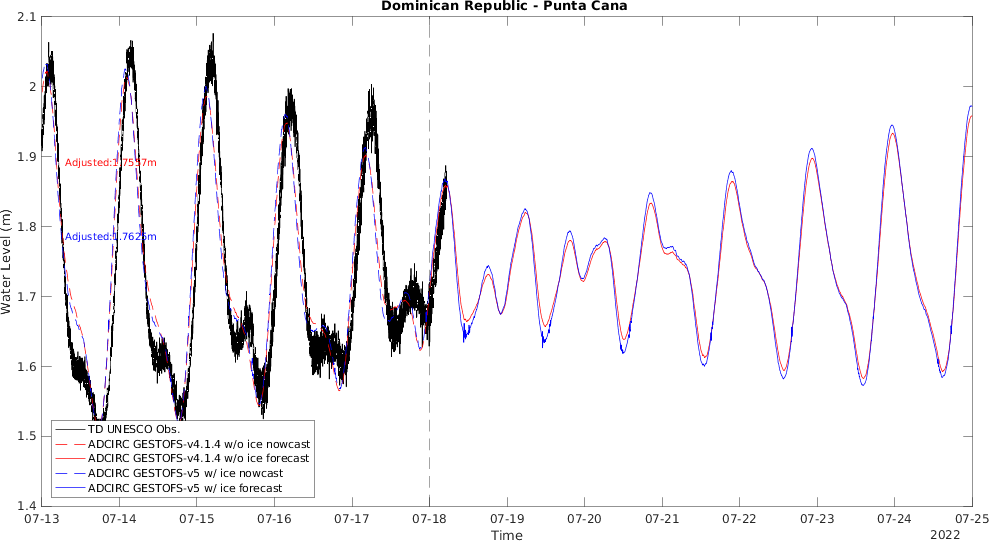 Dominican Republic - Punta Cana
2.1
2
1.9
1.8
1.7
1.6
1.5
1.4
Water Level (m)
Adjusted:1.7557m
Adjusted:1.7625m
TD UNESCO Obs.
ADCIRC GESTOFS-v4.1.4 w/o ice nowcast
ADCIRC GESTOFS-v4.1.4 w/o ice forecast
ADCIRC GESTOFS-v5 w/ ice nowcast
ADCIRC GESTOFS-v5 w/ ice forecast
07-13 07-14 07-15 07-16 07-17 07-18 07-19 07-20 07-21 07-22 07-23 07-24 07-25
Time
2022